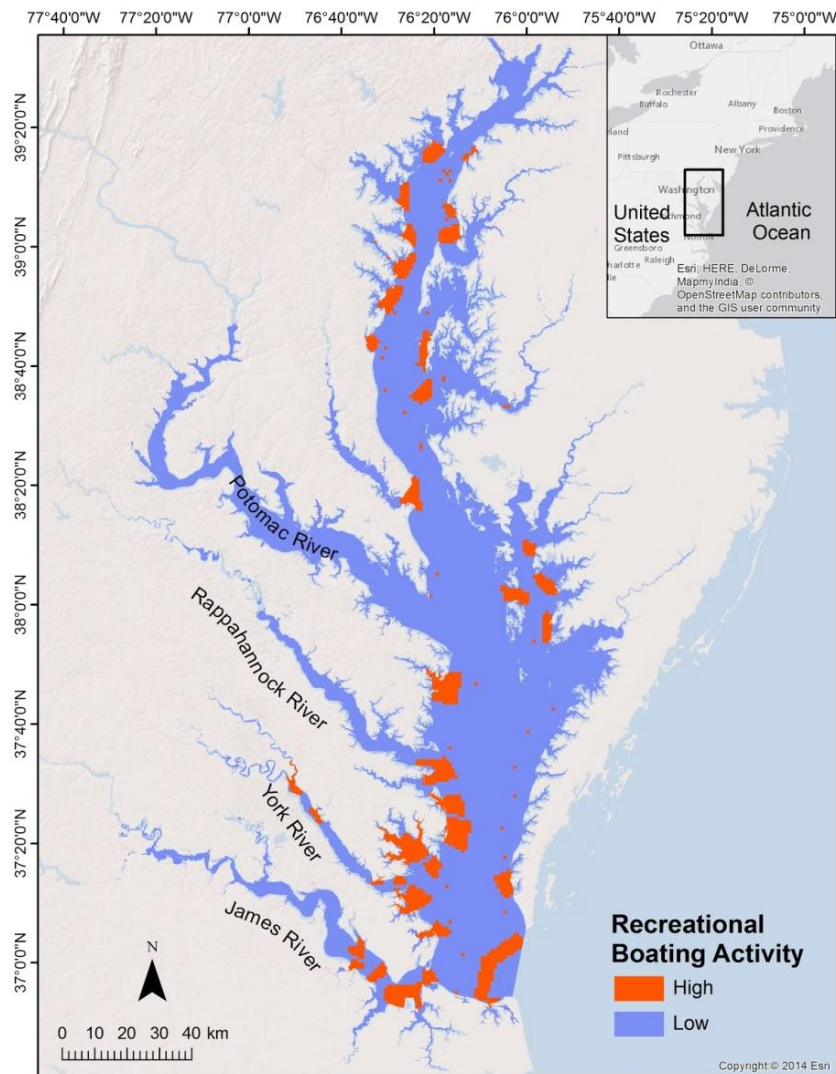 77°40'0"W 77°20'0"W 77°0'0"W 76°40'0"W 76°20'0"W 76°0'0"W 75°40'0"W 75°20'0"W 75°0'0"W
39°20'0"N
39°0'0"N
38°40'0"N
38°20'0"N
38°0'0"N
37°40'0"N
37°20'0"N
37°0'0"N
Ottawa
Rochester
Buffalo
Albany
Boston
Providence
eland
Pittsburgh
New York
Washington
United
States
Atlantic
Ocean
chmond
Norfolk
Greensboro
Raleigh
harlotte
lle
Esri, HERE, DeLorme,
MapmyIndia, ©
OpenStreetMap contributors,
and the GIS user community
Potomac River
Rappahannock River
York River
James River
N
0 10 20 30 40 km
Recreational
Boating Activity
High
Low
Copyright:© 2014 Esri